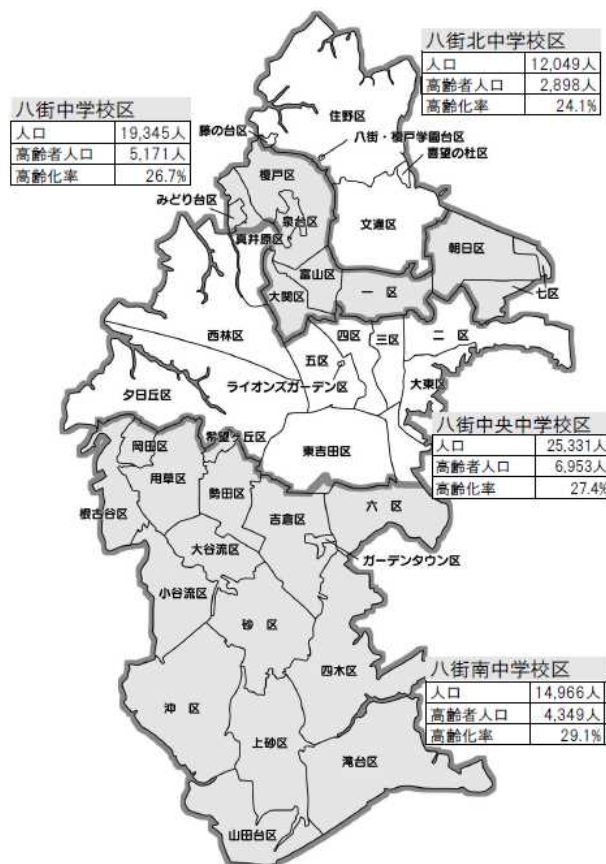 八街北中学校区
人口 12,049人
高齢者人口 2,898人
高齢化率 24.1%
八街中学校区
人口 19,345人
高齢者人口 5,171人
高齢化率 26.7%
住野区
藤の台区
八街・榎戸学園台区
喜望の杜区
榎戸区
みどり台区
泉台区
文違区
真井原区
朝日区
富山区
大関区
一区
七区
西林区
四区
三区
二区
五区
大東区
夕日丘区
ライオンズガーデン区
八街中央中学校区
人口 25,331人
高齢者人口 6,953人
高齢化率 27.4%
岡田区
希望ヶ丘区
東吉田区
用草区
勢田区
根古谷区
吉倉区
六区
大谷流区
ガーデンタウン区
小谷流区
砂区
八街南中学校区
人口 14,966人
高齢者人口 4,349人
高齢化率 29.1%
四木区
沖区
上砂区
滝台区
山田台区